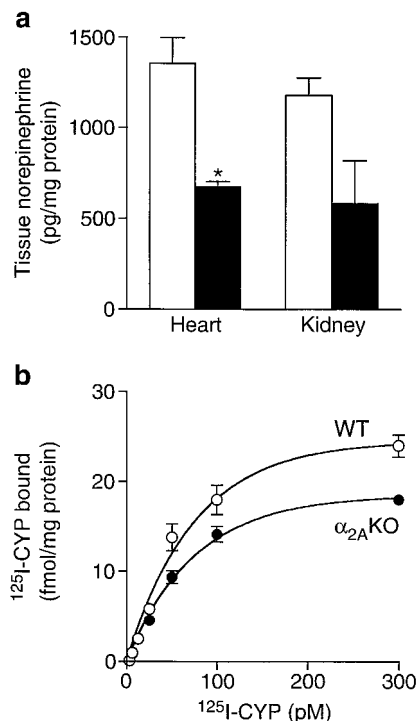 a
Tissue norepinephrine
(pg/mg protein)
1500
1000
500
0
*
Heart
Kidney
b
¹²⁵I-CYP bound
(fmol/mg protein)
30
20
10
0
WT
α₂ₐKO
0
100
200
300
¹²⁵I-CYP (pM)